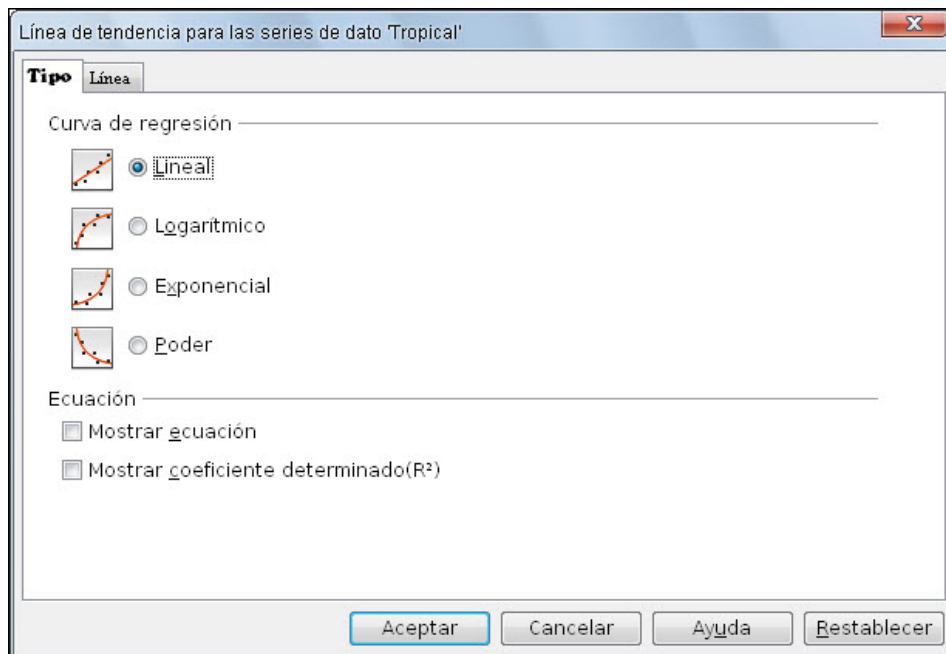 Línea de tendencia para las series de dato 'Tropical'
Tipo Línea
Curva de regresión
Lineal
Logarítmico
Exponencial
Poder
Ecuación
Mostrar ecuación
Mostrar coeficiente determinado(R²)
Aceptar Cancelar Ayuda Restablecer